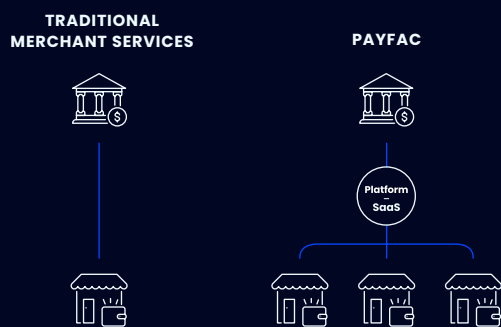 TRADITIONAL
MERCHANT SERVICES
PAYFAC
$
$
Platform
–
SaaS